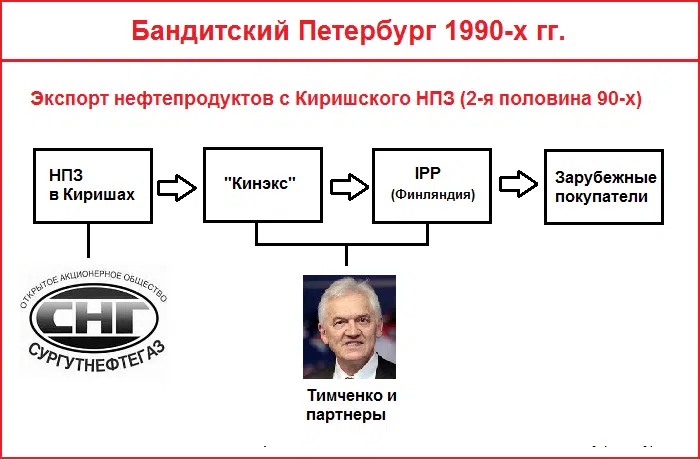 Бандитский Петербург 1990-х гг.
Экспорт нефтепродуктов с Киришского НПЗ (2-я половина 90-х)
НПЗ
в Киришах
"Кинэкс"
IPP
(Финляндия)
Зарубежные
покупатели
ОТКРЫТОЕ АКЦИОНЕРНОЕ ОБЩЕСТВО
СНГ
СУРГУТНЕФТЕГАЗ
Тимченко и
партнеры